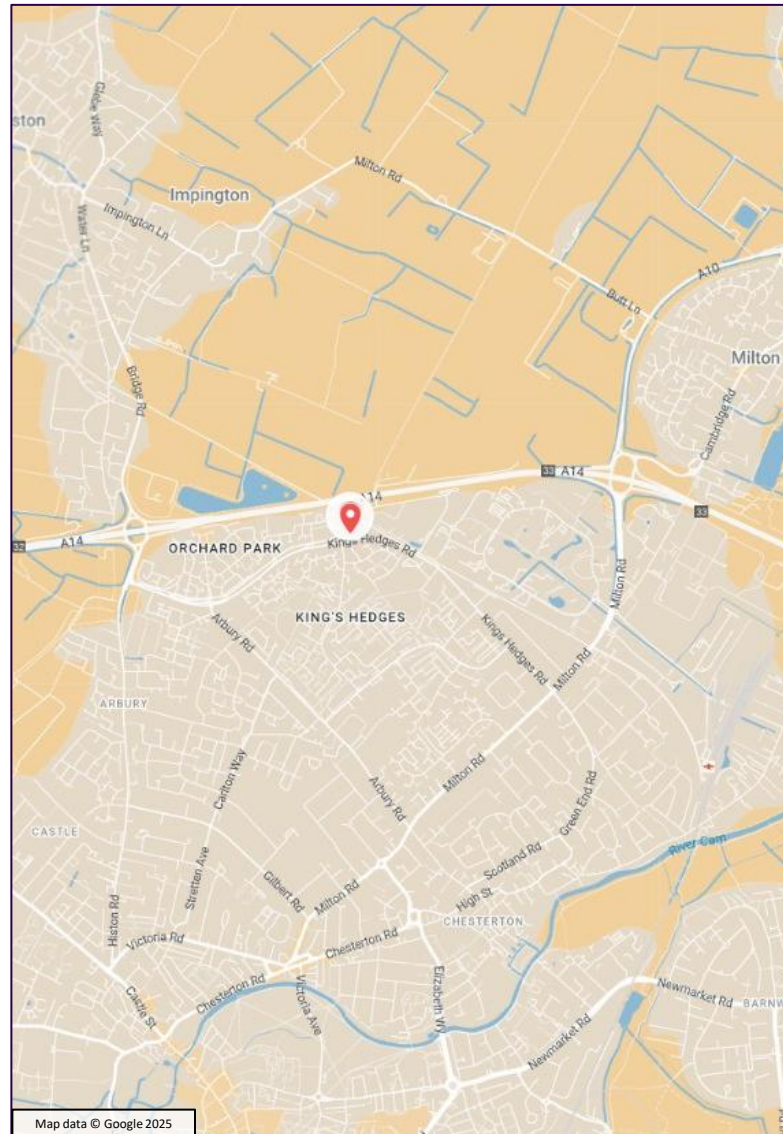 Glebe Way
ston
Milton Rd
Impington
Water Ln
Impington Ln
A10
Butt Ln
Milton
Bridge Rd
Cambridge Rd
33
A14
A14
33
32
A14
ORCHARD PARK
Kings Hedges Rd
Milton Rd
KING'S HEDGES
Arbury Rd
Kings Hedges Rd
Milton Rd
ARBURY
Carlton Way
Milton Rd
Arbury Rd
Green End Rd
CASTLE
River Cam
Scotland Rd
Stretten Ave
Gilbert Rd
Milton Rd
High St
Histon Rd
CHESTERTON
Victoria Rd
Chesterton Rd
Chesterton Rd
Castle St
Victoria Ave
Elizabeth Wy
Newmarket Rd
BARNW
Newmarket Rd
Map data © Google 2025